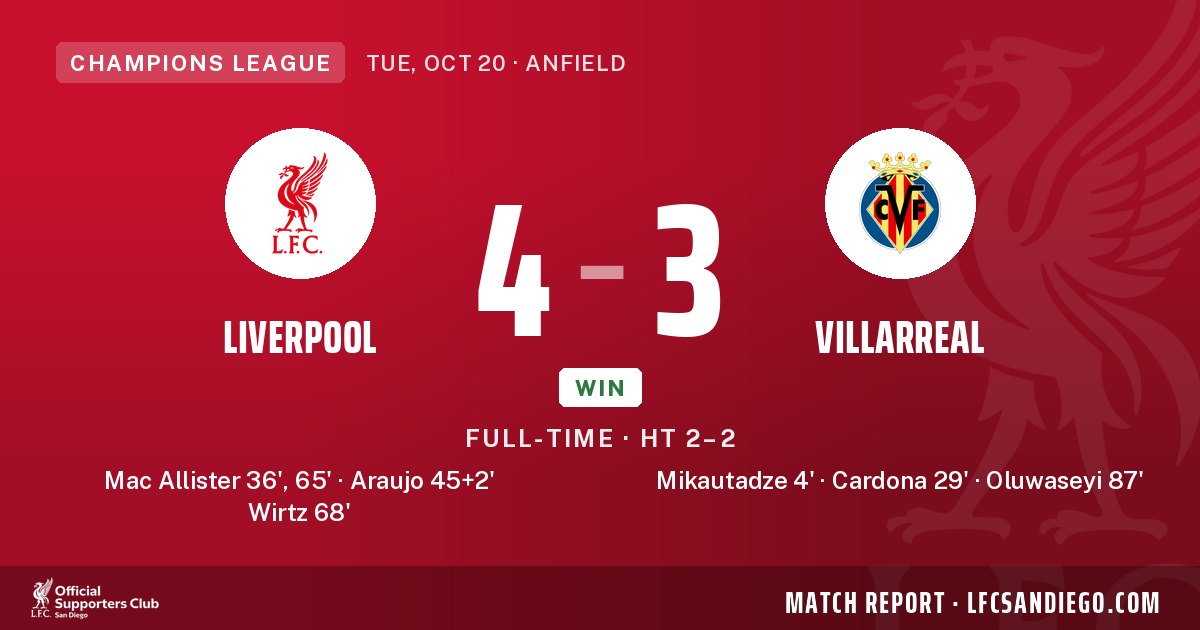 CHAMPIONS LEAGUE
TUE, OCT 20 · ANFIELD
L.F.C.
CVF
4 – 3
LIVERPOOL
VILLARREAL
WIN
FULL-TIME · HT 2–2
Mac Allister 36', 65' · Araujo 45+2'
Wirtz 68'
Mikautadze 4' · Cardona 29' · Oluwaseyi 87'
L.F.C.
Official
Supporters Club
San Diego
MATCH REPORT · LFCSANDIEGO.COM